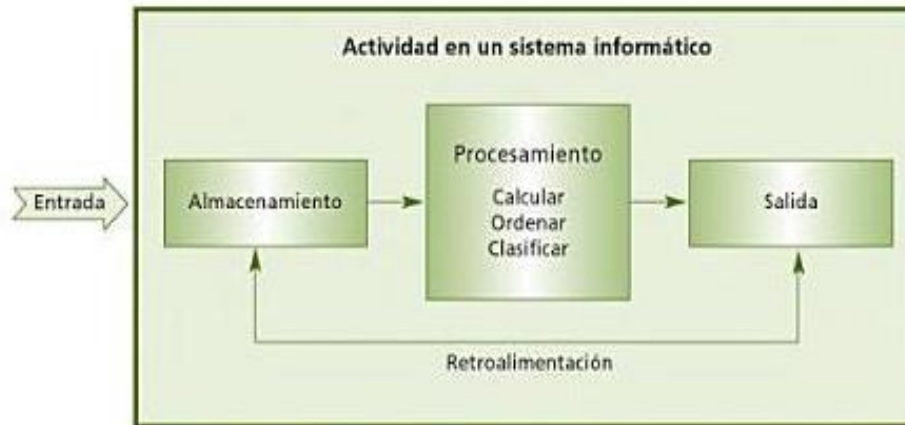 Actividad en un sistema informático
Entrada
Almacenamiento
Procesamiento
Calcular
Ordenar
Clasificar
Salida
Retroalimentación